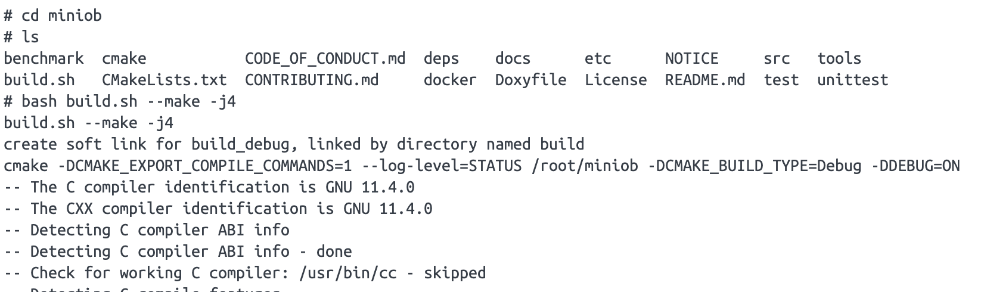 # cd miniob
# ls
benchmark  cmake           CODE_OF_CONDUCT.md  deps    docs      etc      NOTICE     src   tools
build.sh   CMakeLists.txt  CONTRIBUTING.md     docker  Doxyfile  License  README.md  test  unittest
# bash build.sh --make -j4
build.sh --make -j4
create soft link for build_debug, linked by directory named build
cmake -DCMAKE_EXPORT_COMPILE_COMMANDS=1 --log-level=STATUS /root/miniob -DCMAKE_BUILD_TYPE=Debug -DDEBUG=ON
-- The C compiler identification is GNU 11.4.0
-- The CXX compiler identification is GNU 11.4.0
-- Detecting C compiler ABI info
-- Detecting C compiler ABI info - done
-- Check for working C compiler: /usr/bin/cc - skipped
-- Detecting C compile features